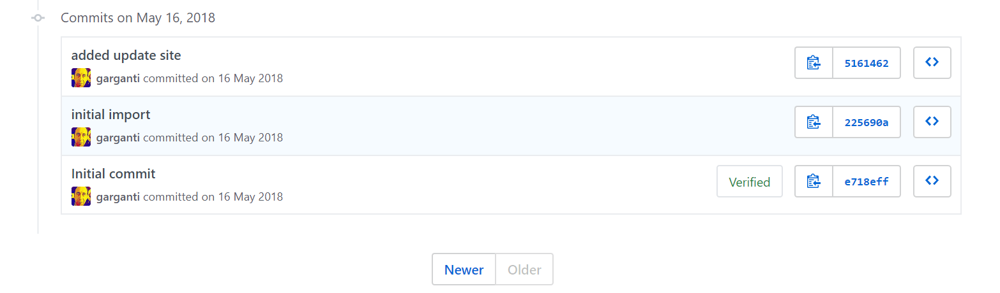 Commits on May 16, 2018
added update site
garganti committed on 16 May 2018
5161462
initial import
garganti committed on 16 May 2018
225690a
Initial commit
garganti committed on 16 May 2018
Verified
e718eff
Newer
Older